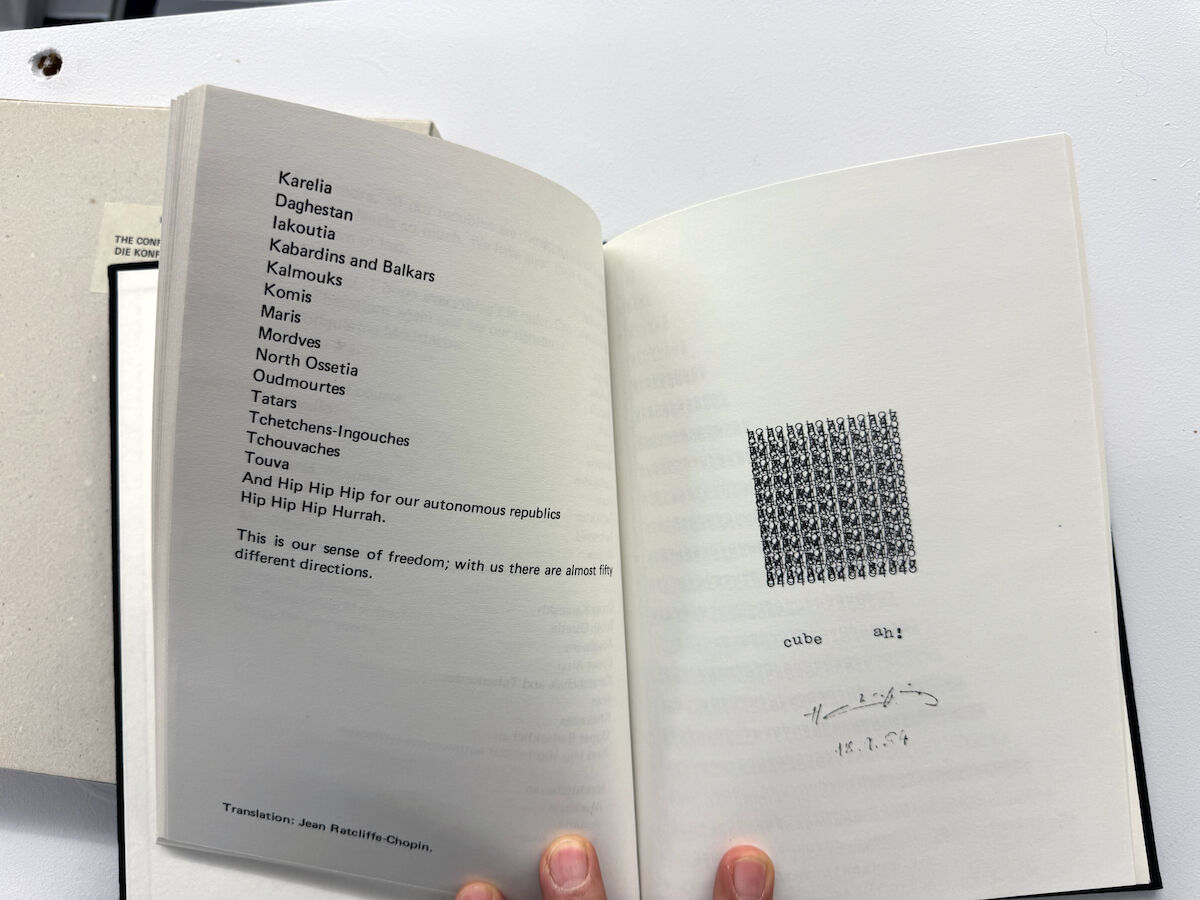 THE CONF
DIE KONF
Karelia
Daghestan
Iakoutia
Kabardins and Balkars
Kalmouks
Komis
Maris
Mordves
North Ossetia
Oudmourtes
Tatars
Tchetchens-Ingouches
Tchouvaches
Touva
And Hip Hip Hip for our autonomous republics
Hip Hip Hip Hurrah.
This is our sense of freedom; with us there are almost fifty
different directions.
Translation: Jean Ratcliffe-Chopin.
cube ah!